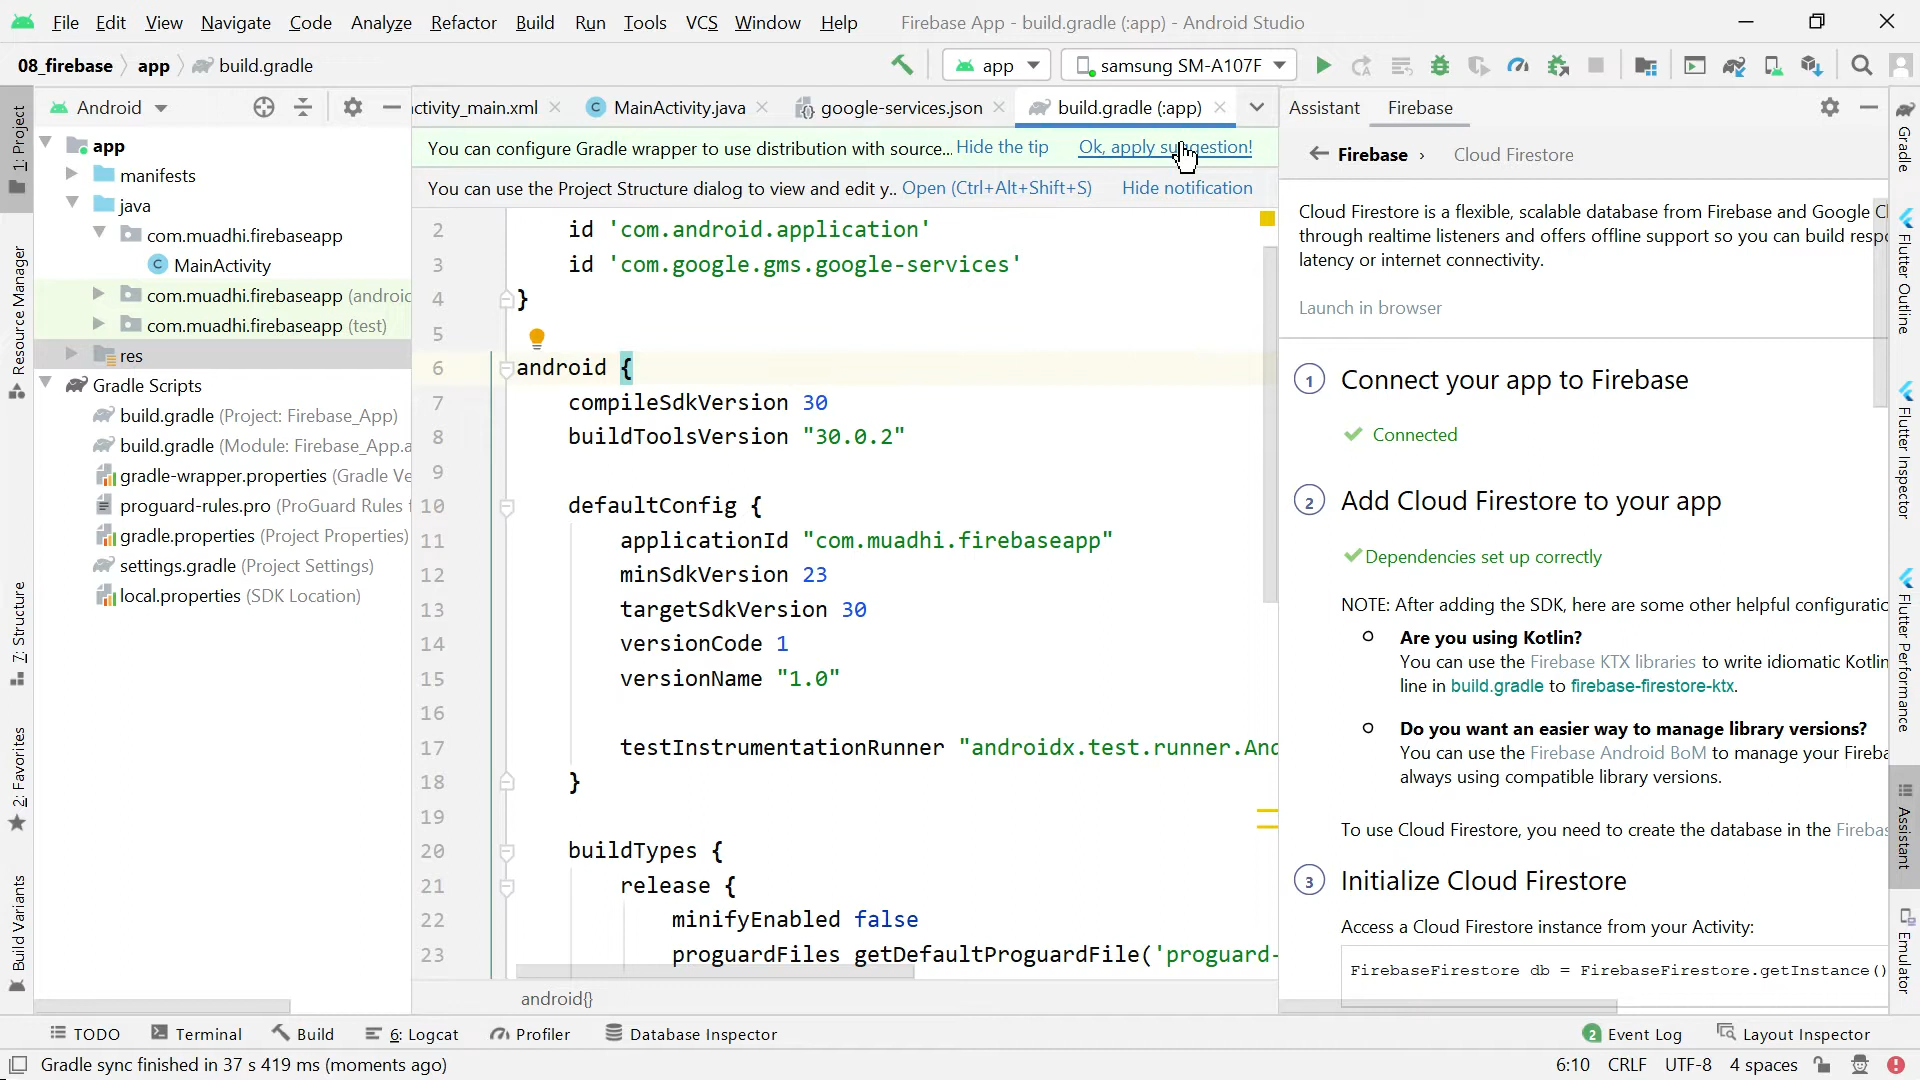 File Edit View Navigate Code Analyze Refactor Build Run Tools VCS Window Help Firebase App - build.gradle (:app) - Android Studio
08_firebase app build.gradle app samsung SM-A107F
Android
ctivity_main.xml MainActivity.java google-services.json build.gradle (:app)
Assistant Firebase
1: Project
Resource Manager
7: Structure
2: Favorites
Build Variants
app
manifests
java
com.muadhi.firebaseapp
MainActivity
com.muadhi.firebaseapp (androic
com.muadhi.firebaseapp (test)
res
Gradle Scripts
build.gradle (Project: Firebase_App)
build.gradle (Module: Firebase_App.a
gradle-wrapper.properties (Gradle Ve
proguard-rules.pro (ProGuard Rules
gradle.properties (Project Properties)
settings.gradle (Project Settings)
local.properties (SDK Location)
You can configure Gradle wrapper to use distribution with source... Hide the tip Ok, apply suggestion!
You can use the Project Structure dialog to view and edit y.. Open (Ctrl+Alt+Shift+S) Hide notification
2 id 'com.android.application'
3 id 'com.google.gms.google-services'
4 }
5
6 android {
7 compileSdkVersion 30
8 buildToolsVersion "30.0.2"
9
10 defaultConfig {
11 applicationId "com.muadhi.firebaseapp"
12 minSdkVersion 23
13 targetSdkVersion 30
14 versionCode 1
15 versionName "1.0"
16
17 testInstrumentationRunner "androidx.test.runner.And
18 }
19
20 buildTypes {
21 release {
22 minifyEnabled false
23 proguardFiles getDefaultProguardFile('proguard-
android{}
Firebase › Cloud Firestore
Cloud Firestore is a flexible, scalable database from Firebase and Google Cl
through realtime listeners and offers offline support so you can build respo
latency or internet connectivity.
Launch in browser
1 Connect your app to Firebase
Connected
2 Add Cloud Firestore to your app
Dependencies set up correctly
NOTE: After adding the SDK, here are some other helpful configuratic
Are you using Kotlin?
You can use the Firebase KTX libraries to write idiomatic Kotlin
line in build.gradle to firebase-firestore-ktx.
Do you want an easier way to manage library versions?
You can use the Firebase Android BoM to manage your Fireba
always using compatible library versions.
To use Cloud Firestore, you need to create the database in the Firebas
3 Initialize Cloud Firestore
Access a Cloud Firestore instance from your Activity:
FirebaseFirestore db = FirebaseFirestore.getInstance()
Gradle
Flutter Outline
Flutter Inspector
Flutter Performance
Assistant
Emulator
TODO Terminal Build 6: Logcat Profiler Database Inspector 2 Event Log Layout Inspector
Gradle sync finished in 37 s 419 ms (moments ago) 6:10 CRLF UTF-8 4 spaces